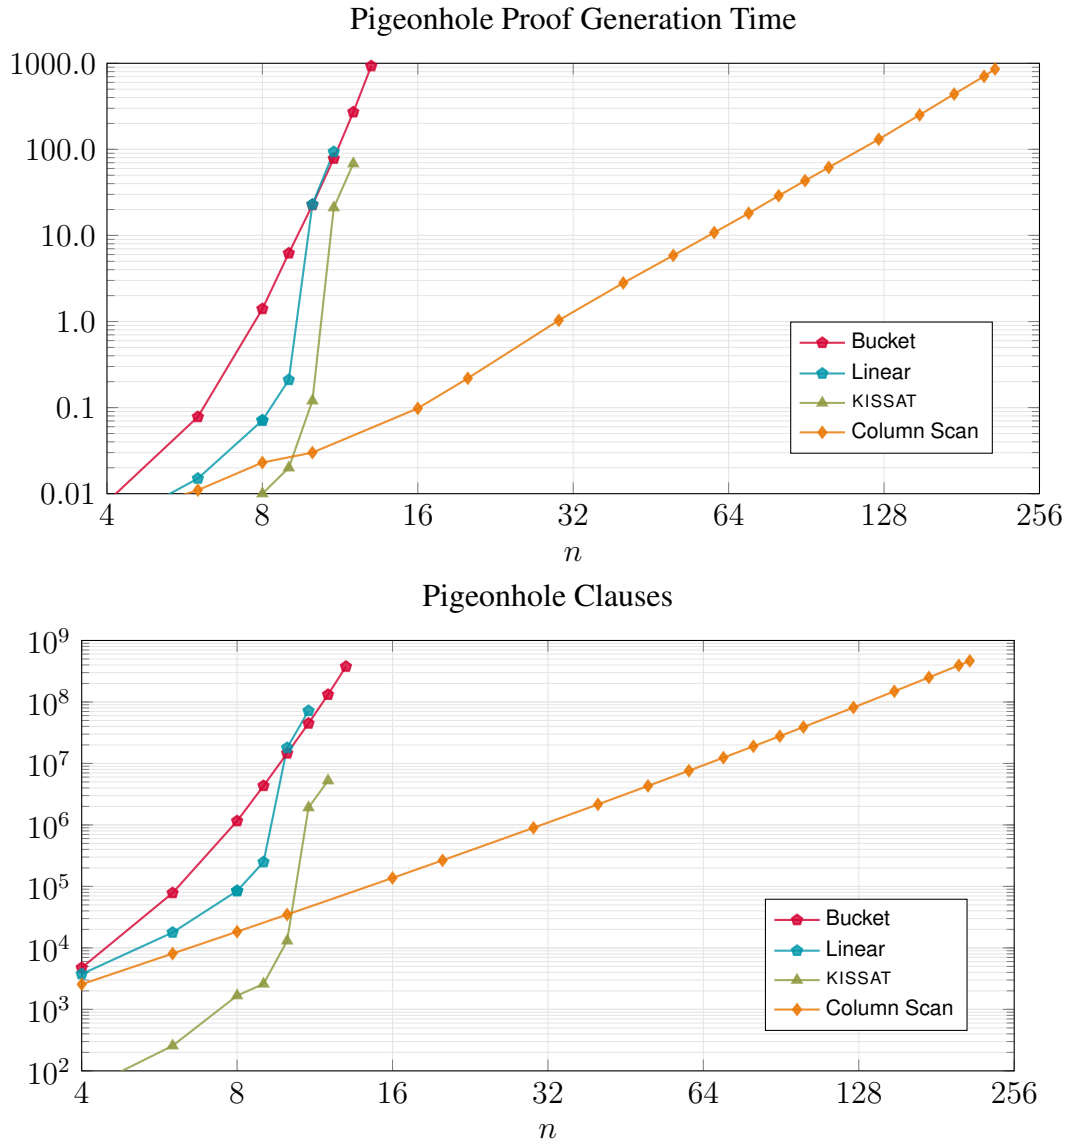 Pigeonhole Proof Generation Time
1000.0
100.0
10.0
1.0
0.1
0.01
4 8 16 32 64 128 256
n
Bucket
Linear
KISSAT
Column Scan
Pigeonhole Clauses
10^9
10^8
10^7
10^6
10^5
10^4
10^3
10^2
4 8 16 32 64 128 256
n
Bucket
Linear
KISSAT
Column Scan